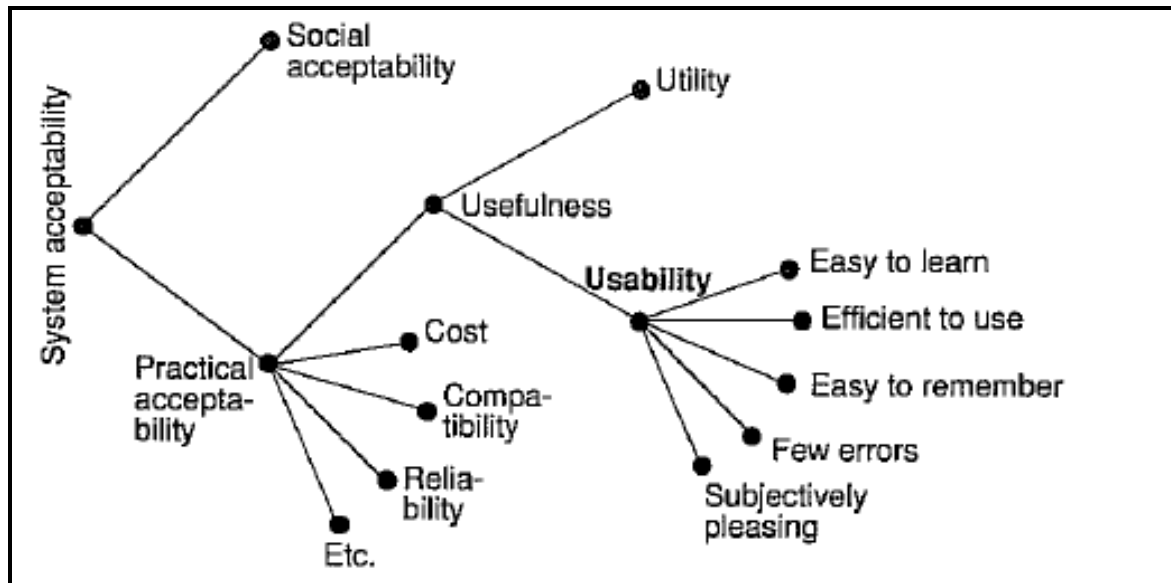 Social
acceptability
Utility
System acceptability
Usefulness
Usability
Easy to learn
Efficient to use
Cost
Practical
accepta-
bility
Easy to remember
Compa-
tibility
Few errors
Relia-
bility
Subjectively
pleasing
Etc.